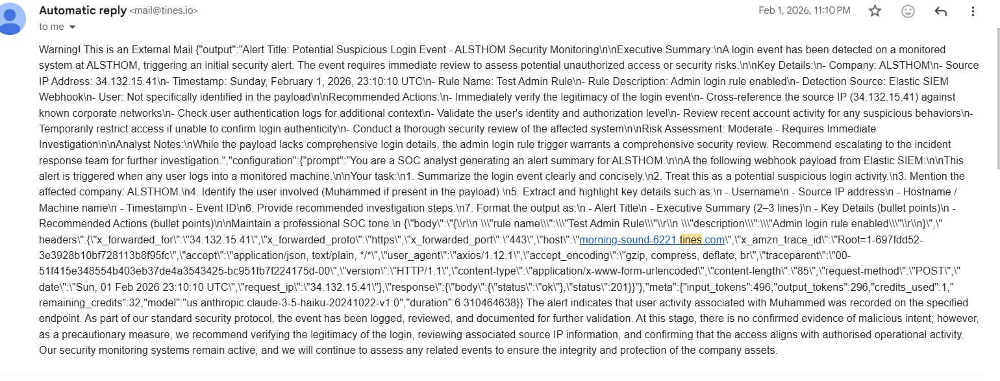 Automatic reply <mail@tines.io>
Feb 1, 2026, 11:10 PM
to me
Warning! This is an External Mail {"output":"Alert Title: Potential Suspicious Login Event - ALSTHOM Security Monitoring\n\nExecutive Summary:\nA login event has been detected on a monitored
system at ALSTHOM, triggering an initial security alert. The event requires immediate review to assess potential unauthorized access or security risks.\n\nKey Details:\n- Company: ALSTHOM\n- Source
IP Address: 34.132.15.41\n- Timestamp: Sunday, February 1, 2026, 23:10:10 UTC\n- Rule Name: Test Admin Rule\n- Rule Description: Admin login rule enabled\n- Detection Source: Elastic SIEM
Webhook\n- User: Not specifically identified in the payload\n\nRecommended Actions:\n- Immediately verify the legitimacy of the login event\n- Cross-reference the source IP (34.132.15.41) against
known corporate networks\n- Check user authentication logs for additional context\n- Validate the user's identity and authorization level\n- Review recent account activity for any suspicious behaviors\n-
Temporarily restrict access if unable to confirm login authenticity\n- Conduct a thorough security review of the affected system\n\nRisk Assessment: Moderate - Requires Immediate
Investigation\n\nAnalyst Notes:\nWhile the payload lacks comprehensive login details, the admin login rule trigger warrants a comprehensive security review. Recommend escalating to the incident
response team for further investigation.","configuration":{"prompt":"You are a SOC analyst generating an alert summary for ALSTHOM.\n\nA the following webhook payload from Elastic SIEM:\n\nThis
alert is triggered when any user logs into a monitored machine.\n\nYour task:\n1. Summarize the login event clearly and concisely.\n2. Treat this as a potential suspicious login activity.\n3. Mention the
affected company: ALSTHOM.\n4. Identify the user involved (Muhammed if present in the payload).\n5. Extract and highlight key details such as:\n - Username\n - Source IP address\n - Hostname /
Machine name\n - Timestamp\n - Event ID\n6. Provide recommended investigation steps.\n7. Format the output as:\n - Alert Title\n - Executive Summary (2–3 lines)\n - Key Details (bullet points)\n -
Recommended Actions (bullet points)\n\nMaintain a professional SOC tone.\n {\"body\":\"{\\r\\n \\\"rule name\\\":\\\"Test Admin Rule\\\"\\r\\n \\\"description\\\":\\\"Admin login rule enabled\\\"\\r\\n}\",\"
headers\":{\"x_forwarded_for\":\"34.132.15.41\",\"x_forwarded_proto\":\"https\",\"x_forwarded_port\":\"443\",\"host\":\"morning-sound-6221.tines.com\",\"x_amzn_trace_id\":\"Root=1-697fdd52-
3e3928b10bf728113b8f95fc\",\"accept\":\"application/json, text/plain, */*\",\"user_agent\":\"axios/1.12.1\",\"accept_encoding\":\"gzip, compress, deflate, br\",\"traceparent\":\"00-
51f415e348554b403eb37de4a3543425-bc951fb7f224175d-00\",\"version\":\"HTTP/1.1\",\"content-type\":\"application/x-www-form-urlencoded\",\"content-length\":\"85\",\"request-method\":\"POST\",\"
date\":\"Sun, 01 Feb 2026 23:10:10 UTC\",\"request_ip\":\"34.132.15.41\"},\"response\":{\"body\":{\"status\":\"ok\"},\"status\":201}}"},"meta":{"input_tokens":496,"output_tokens":296,"credits_used":1,"
remaining_credits":32,"model":"us.anthropic.claude-3-5-haiku-20241022-v1:0","duration":6.310464638}} The alert indicates that user activity associated with Muhammed was recorded on the specified
endpoint. As part of our standard security protocol, the event has been logged, reviewed, and documented for further validation. At this stage, there is no confirmed evidence of malicious intent; however,
as a precautionary measure, we recommend verifying the legitimacy of the login, reviewing associated source IP information, and confirming that the access aligns with authorised operational activity.
Our security monitoring systems remain active, and we will continue to assess any related events to ensure the integrity and protection of the company assets.